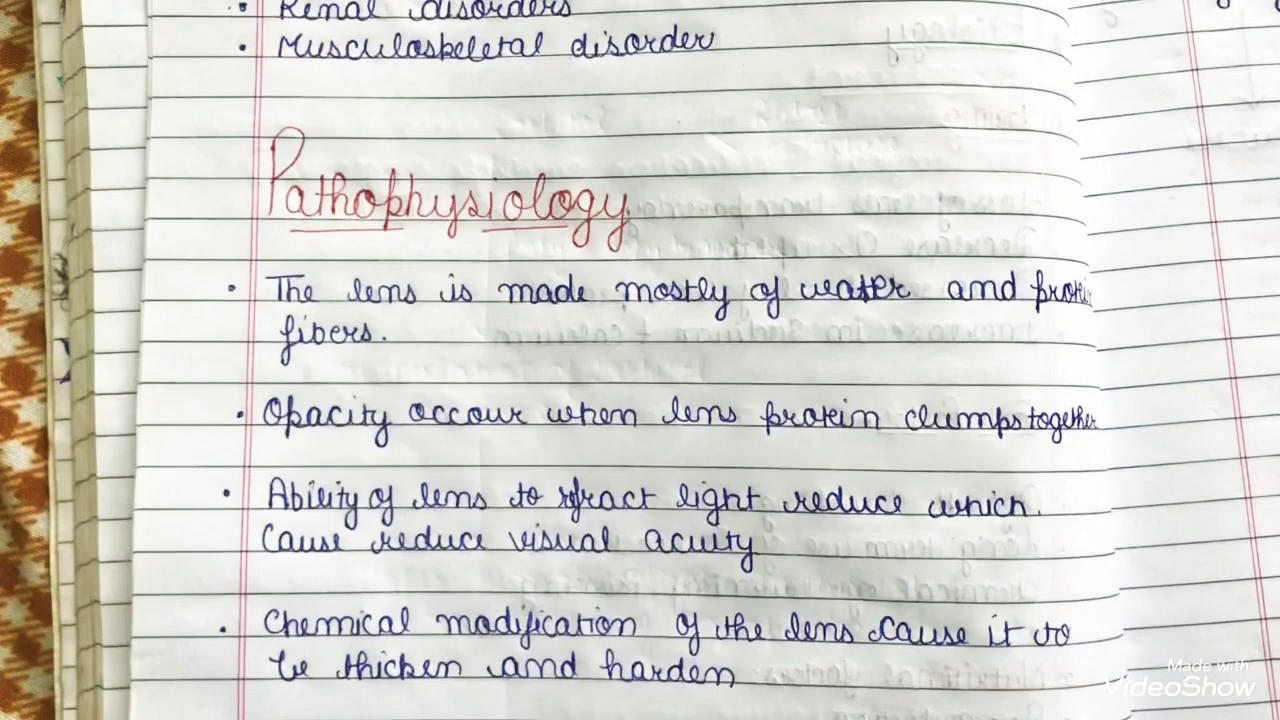 • Renal disorders
• Musculoskeletal disorder
Pathophysiology
• The lens is made mostly of water and protein
fibers.
• Opacity occour when lens protein clumps together
• Ability of lens to refract light reduce which
Cause reduce visual acuity
• Chemical modification of the lens cause it to
be thicken and harden
Made with
VideoShow